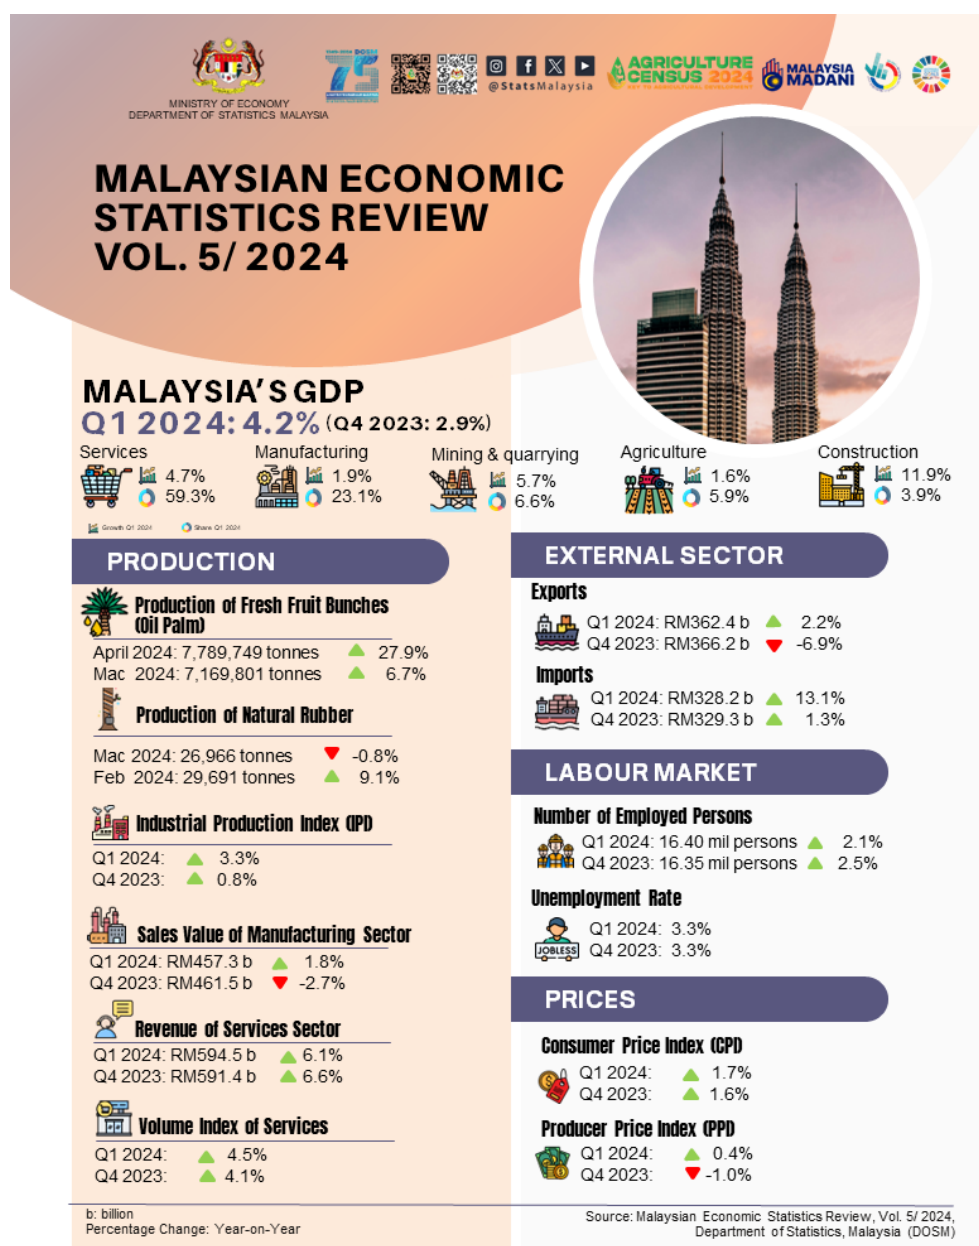 MINISTRY OF ECONOMY
DEPARTMENT OF STATISTICS MALAYSIA
75
@StatsMalaysia
AGRICULTURE
CENSUS 2024
KEY TO AGRICULTURAL DEVELOPMENT
MALAYSIA
MADANI
MALAYSIAN ECONOMIC
STATISTICS REVIEW
VOL. 5/ 2024
MALAYSIA'S GDP
Q1 2024: 4.2% (Q4 2023: 2.9%)
Services
4.7%
59.3%
Manufacturing
1.9%
23.1%
Mining & quarrying
5.7%
6.6%
Agriculture
1.6%
5.9%
Construction
11.9%
3.9%
Growth Q1 2024
Share Q1 2024
PRODUCTION
Production of Fresh Fruit Bunches
(Oil Palm)
April 2024: 7,789,749 tonnes 27.9%
Mac 2024: 7,169,801 tonnes 6.7%
Production of Natural Rubber
Mac 2024: 26,966 tonnes -0.8%
Feb 2024: 29,691 tonnes 9.1%
Industrial Production Index (IPI)
Q1 2024: 3.3%
Q4 2023: 0.8%
Sales Value of Manufacturing Sector
Q1 2024: RM457.3 b 1.8%
Q4 2023: RM461.5 b -2.7%
Revenue of Services Sector
Q1 2024: RM594.5 b 6.1%
Q4 2023: RM591.4 b 6.6%
Volume Index of Services
Q1 2024: 4.5%
Q4 2023: 4.1%
EXTERNAL SECTOR
Exports
Q1 2024: RM362.4 b 2.2%
Q4 2023: RM366.2 b -6.9%
Imports
Q1 2024: RM328.2 b 13.1%
Q4 2023: RM329.3 b 1.3%
LABOUR MARKET
Number of Employed Persons
Q1 2024: 16.40 mil persons 2.1%
Q4 2023: 16.35 mil persons 2.5%
Unemployment Rate
JOBLESS
Q1 2024: 3.3%
Q4 2023: 3.3%
PRICES
Consumer Price Index (CPI)
Q1 2024: 1.7%
Q4 2023: 1.6%
Producer Price Index (PPI)
Q1 2024: 0.4%
Q4 2023: -1.0%
b: billion
Percentage Change: Year-on-Year
Source: Malaysian Economic Statistics Review, Vol. 5/ 2024,
Department of Statistics, Malaysia (DOSM)